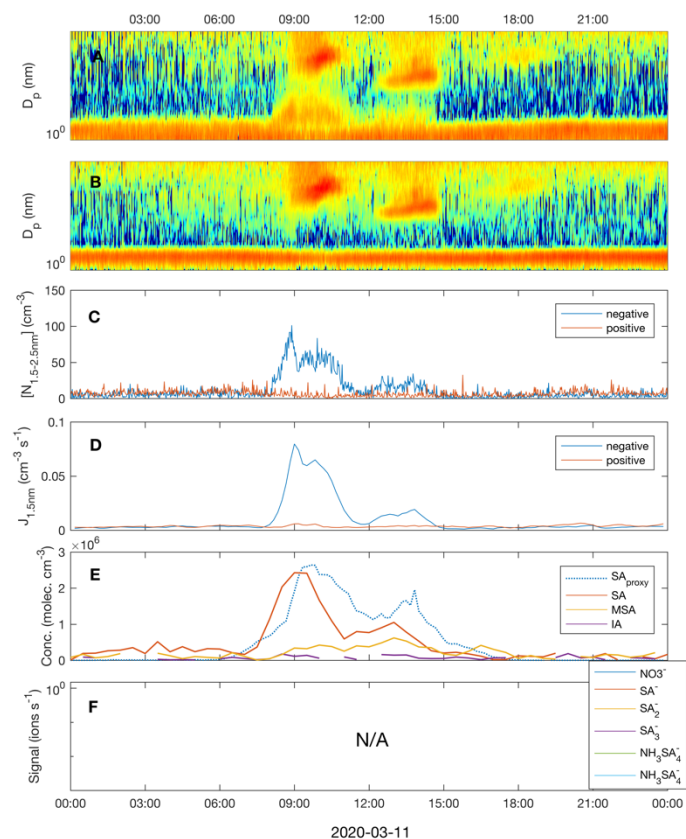 03:00 06:00 09:00 12:00 15:00 18:00 21:00
A
D_p (nm)
10^0
B
D_p (nm)
10^0
150
100
50
0
[N_1.5-2.5nm] (cm^-3)
C
negative
positive
0.1
0.05
0
J_1.5nm (cm^-3 s^-1)
D
negative
positive
×10^6
3
2
1
0
Conc. (molec. cm^-3)
E
SA_proxy
SA
MSA
IA
10^0
Signal (ions s^-1)
F
N/A
NO3^-
SA^-
SA_2^-
SA_3^-
NH_3SA_4^-
NH_3SA_4^-
00:00 03:00 06:00 09:00 12:00 15:00 18:00 21:00 00:00
2020-03-11